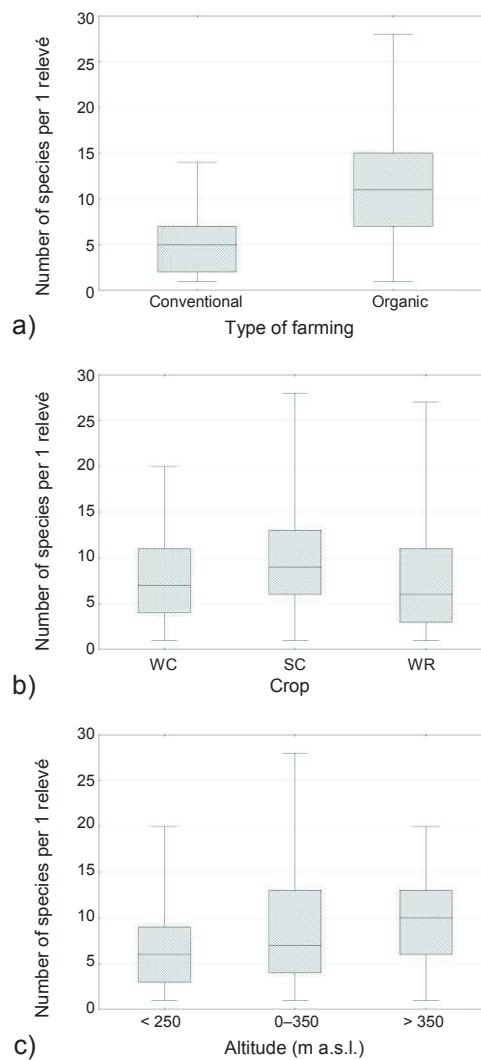 Number of species per 1 relevé
30
25
20
15
10
5
0
Conventional Organic
a) Type of farming
Number of species per 1 relevé
30
25
20
15
10
5
0
WC SC WR
b) Crop
Number of species per 1 relevé
30
25
20
15
10
5
0
< 250 0–350 > 350
c) Altitude (m a.s.l.)